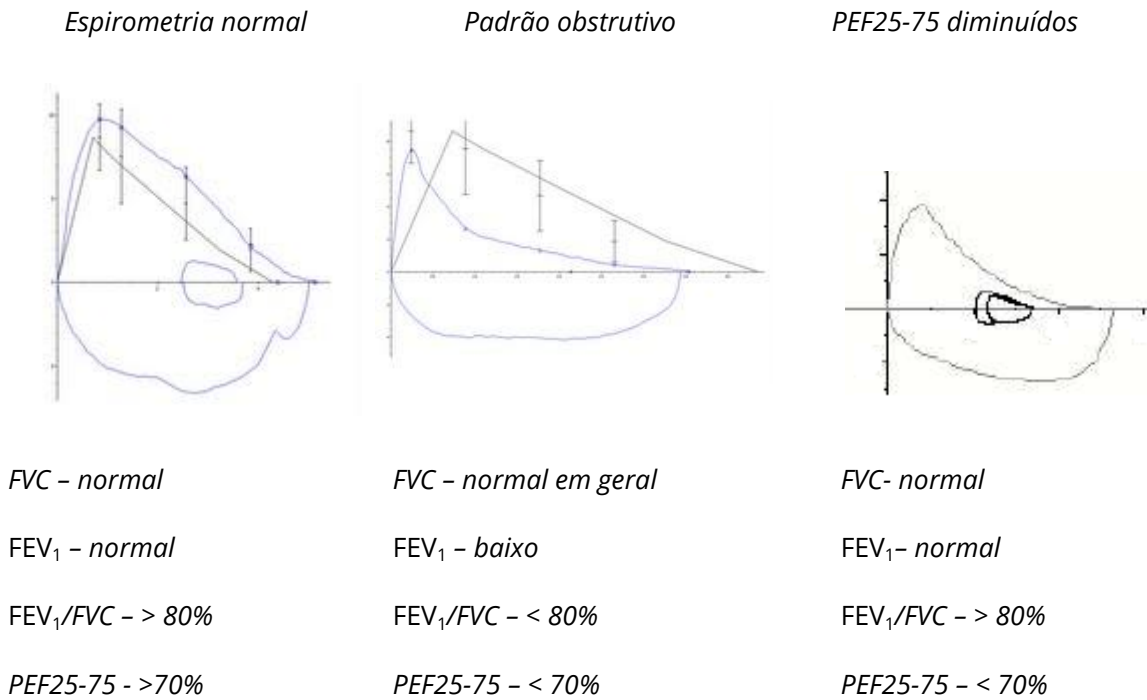 Espirometria normal
Padrão obstrutivo
PEF25-75 diminuídos
FVC – normal
FVC – normal em geral
FVC- normal
FEV₁ – normal
FEV₁ – baixo
FEV₁– normal
FEV₁/FVC – > 80%
FEV₁/FVC – < 80%
FEV₁/FVC – > 80%
PEF25-75 - >70%
PEF25-75 – < 70%
PEF25-75 – < 70%